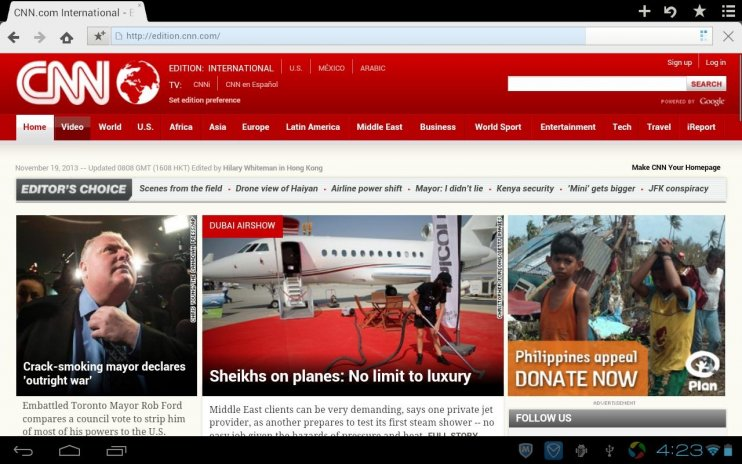 CNN.com International - E
http://edition.cnn.com/
CNN
EDITION: INTERNATIONAL U.S. MÉXICO ARABIC
TV: CNNi CNN en Español
Set edition preference
Sign up Log in
SEARCH
POWERED BY Google
Home Video World U.S. Africa Asia Europe Latin America Middle East Business World Sport Entertainment Tech Travel iReport
November 19, 2013 -- Updated 0808 GMT (1608 HKT) Edited by Hilary Whiteman in Hong Kong
Make CNN Your Homepage
EDITOR'S CHOICE Scenes from the field • Drone view of Haiyan • Airline power shift • Mayor: I didn't lie • Kenya security • 'Mini' gets bigger • JFK conspiracy
CHRIS YOUNG/THE CANADIAN PRESS/AP
Crack-smoking mayor declares
'outright war'
Embattled Toronto Mayor Rob Ford
compares a council vote to strip him
of most of his powers to the U.S.
DUBAI AIRSHOW
Sheikhs on planes: No limit to luxury
Middle East clients can be very demanding, says one private jet
provider, as another prepares to test its first steam shower -- no
easy job given the hazards of pressure and heat. FULL STORY
Philippines appeal
DONATE NOW
Plan
ADVERTISEMENT
FOLLOW US
4:23